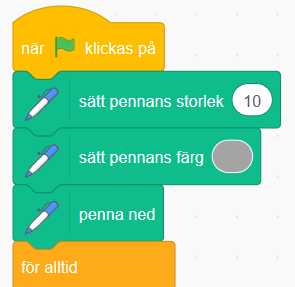 när klickas på
sätt pennans storlek 10
sätt pennans färg
penna ned
för alltid